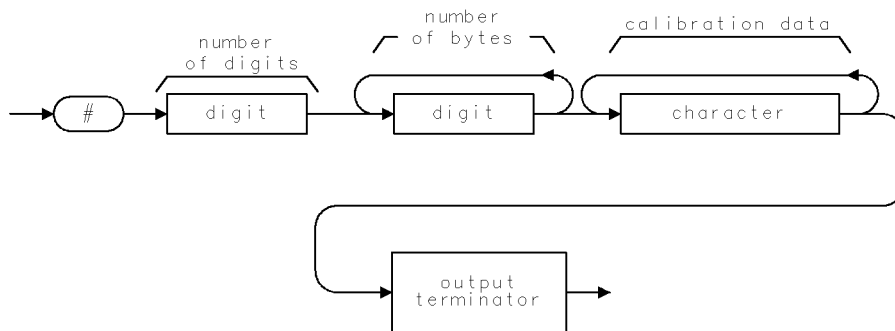 number
of digits
number
of bytes
calibration data
#
digit
digit
character
output
terminator